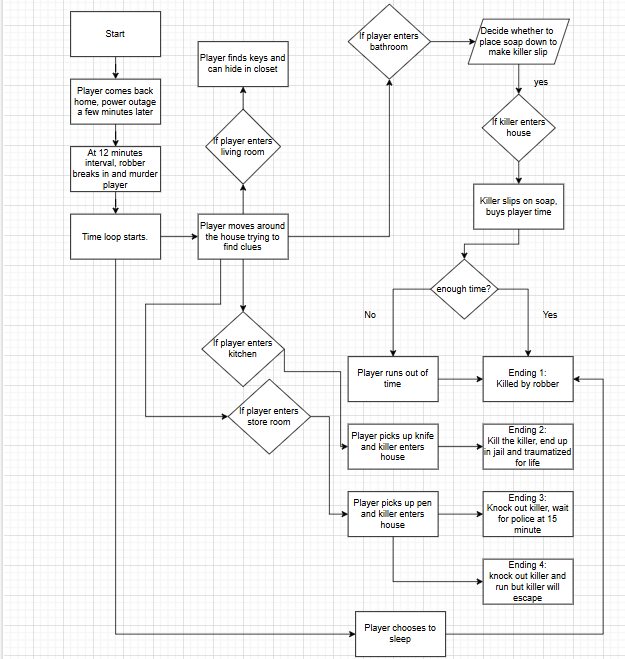 Start
Player comes back
home, power outage
a few minutes later
At 12 minutes
interval, robber
breaks in and murder
player
Time loop starts.
Player finds keys and
can hide in closet
If player enters
living room
Player moves around
the house trying to
find clues
If player enters
bathroom
Decide whether to
place soap down to
make killer slip
yes
If killer enters
house
Killer slips on soap,
buys player time
enough time?
No
Yes
If player enters
kitchen
If player enters
store room
Player runs out of
time
Ending 1:
Killed by robber
Player picks up knife
and killer enters
house
Ending 2:
Kill the killer, end up
in jail and traumatized
for life
Player picks up pen
and killer enters
house
Ending 3:
Knock out killer, wait
for police at 15
minute
Ending 4:
knock out killer and
run but killer will
escape
Player chooses to
sleep